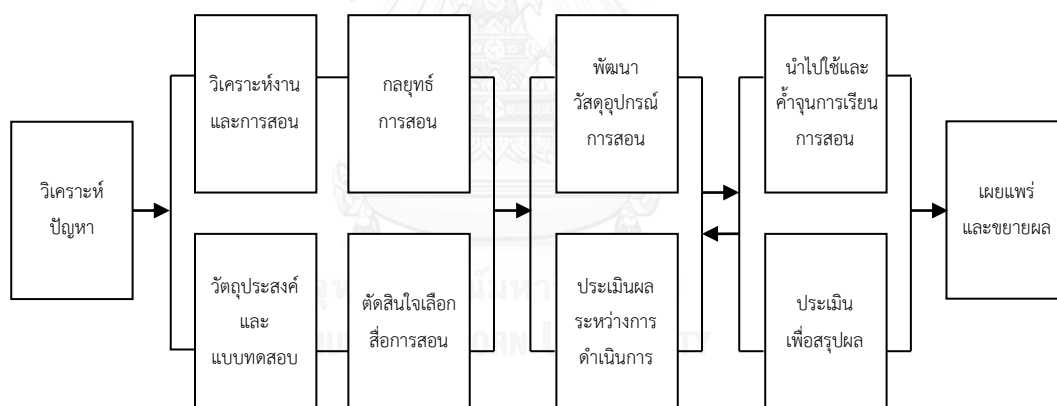 วิเคราะห์
ปัญหา
วิเคราะห์งาน
และการสอน
กลยุทธ์
การสอน
วัตถุประสงค์
และ
แบบทดสอบ
ตัดสินใจเลือก
สื่อการสอน
พัฒนา
วัสดุอุปกรณ์
การสอน
ประเมินผล
ระหว่างการ
ดำเนินการ
นำไปใช้และ
ค้ำจุนการเรียน
การสอน
ประเมิน
เพื่อสรุปผล
เผยแพร่
และขยายผล